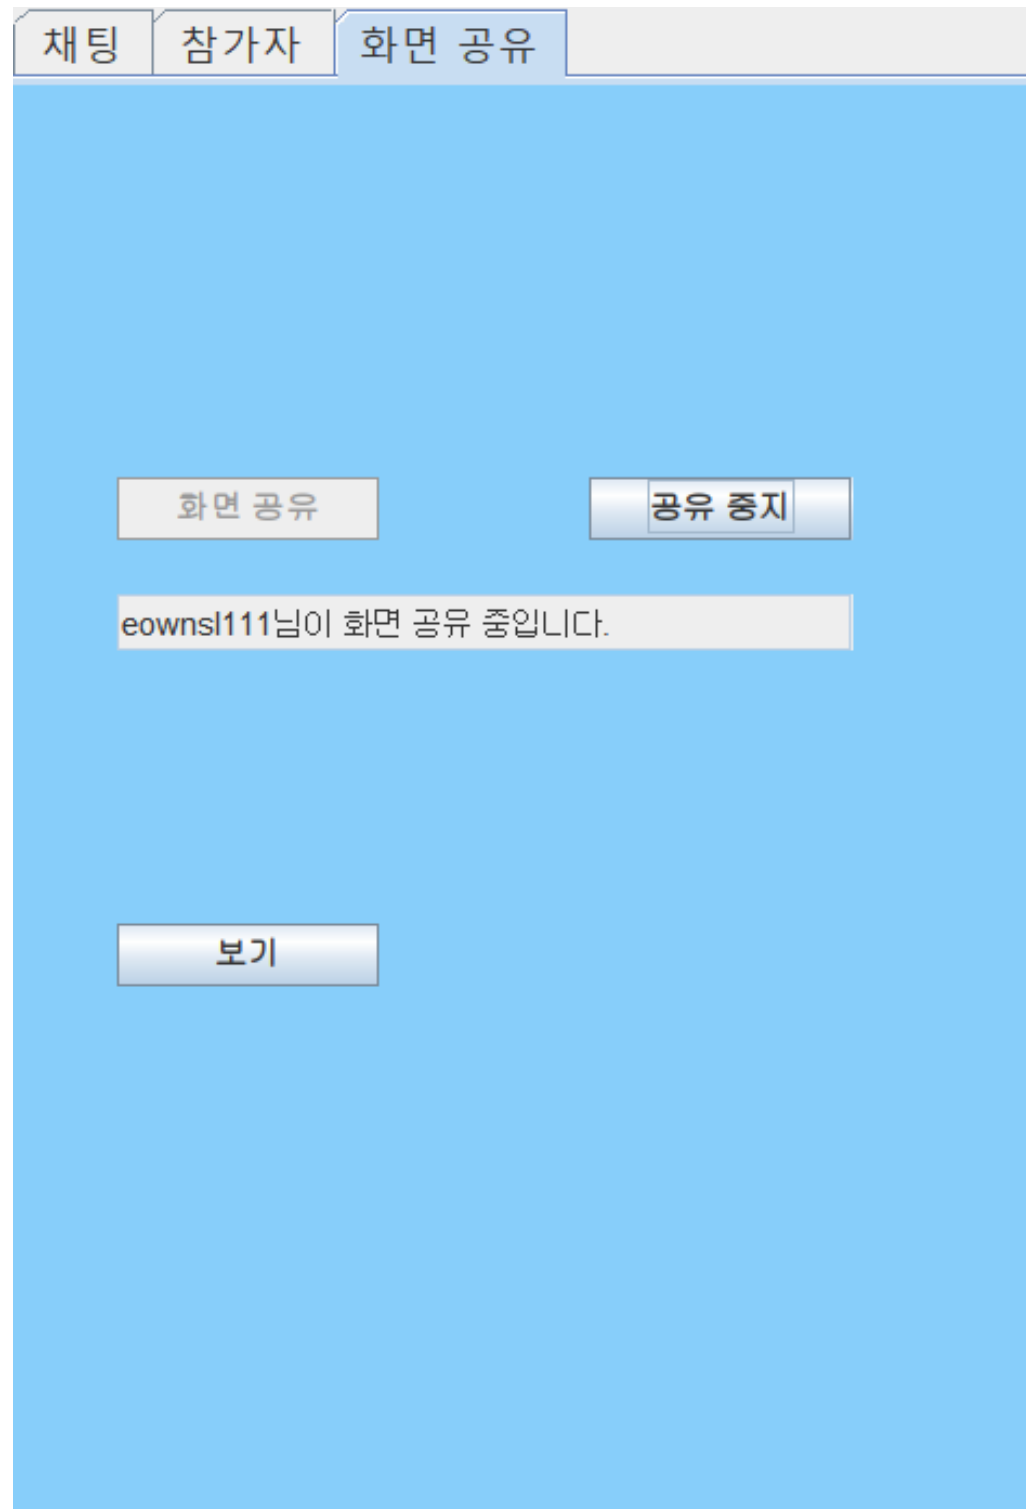 채팅 참가자 화면 공유
화면 공유 공유 중지
eownsl111님이 화면 공유 중입니다.
보기